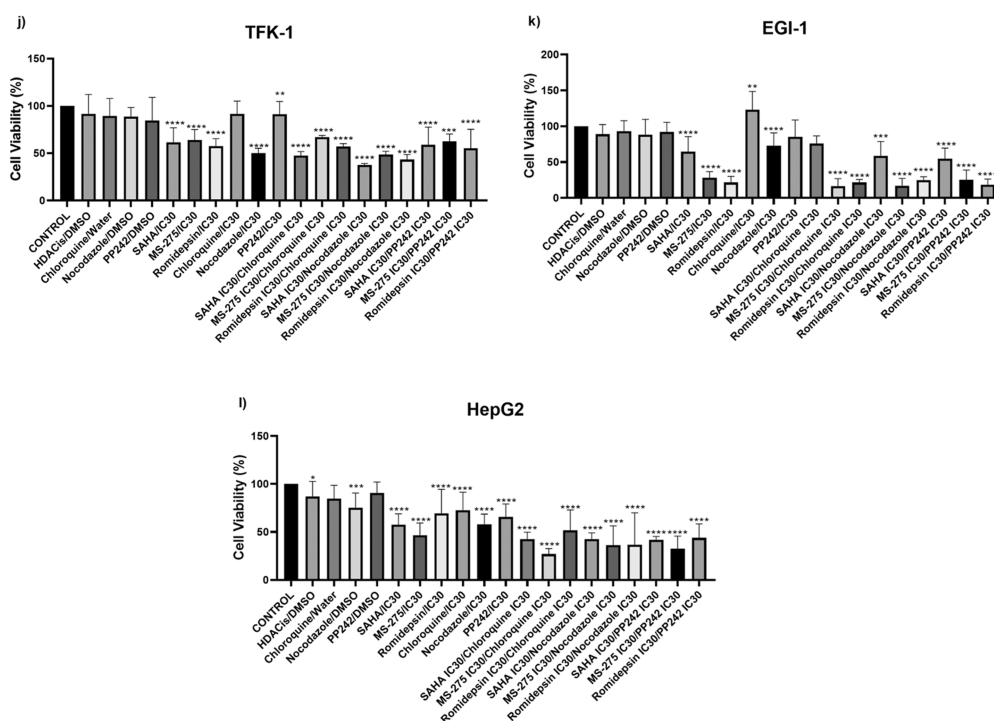 j)
TFK-1
Cell Viability (%)
150
100
50
0
**** **** **** **** ** **** **** **** **** **** **** **** *** ****
CONTROL
HDACis/DMSO
Chloroquine/Water
Nocodazole/DMSO
PP242/DMSO
SAHA/IC30
MS-275/IC30
Romidepsin/IC30
Chloroquine/IC30
Nocodazole/IC30
PP242/IC30
SAHA IC30/Chloroquine IC30
MS-275 IC30/Chloroquine IC30
Romidepsin IC30/Chloroquine IC30
SAHA IC30/Nocodazole IC30
MS-275 IC30/Nocodazole IC30
Romidepsin IC30/Nocodazole IC30
SAHA IC30/PP242 IC30
MS-275 IC30/PP242 IC30
Romidepsin IC30/PP242 IC30
k)
EGI-1
Cell Viability (%)
200
150
100
50
0
**** **** **** ** **** **** **** *** **** **** **** **** ****
CONTROL
HDACis/DMSO
Chloroquine/Water
Nocodazole/DMSO
PP242/DMSO
SAHA/IC30
MS-275/IC30
Romidepsin/IC30
Chloroquine/IC30
Nocodazole/IC30
PP242/IC30
SAHA IC30/Chloroquine IC30
MS-275 IC30/Chloroquine IC30
Romidepsin IC30/Chloroquine IC30
SAHA IC30/Nocodazole IC30
MS-275 IC30/Nocodazole IC30
Romidepsin IC30/Nocodazole IC30
SAHA IC30/PP242 IC30
MS-275 IC30/PP242 IC30
Romidepsin IC30/PP242 IC30
l)
HepG2
Cell Viability (%)
150
100
50
0
* *** **** **** **** **** **** **** **** **** **** **** **** **** **** **** ****
CONTROL
HDACis/DMSO
Chloroquine/Water
Nocodazole/DMSO
PP242/DMSO
SAHA/IC30
MS-275/IC30
Romidepsin/IC30
Chloroquine/IC30
Nocodazole/IC30
PP242/IC30
SAHA IC30/Chloroquine IC30
MS-275 IC30/Chloroquine IC30
Romidepsin IC30/Chloroquine IC30
SAHA IC30/Nocodazole IC30
MS-275 IC30/Nocodazole IC30
Romidepsin IC30/Nocodazole IC30
SAHA IC30/PP242 IC30
MS-275 IC30/PP242 IC30
Romidepsin IC30/PP242 IC30